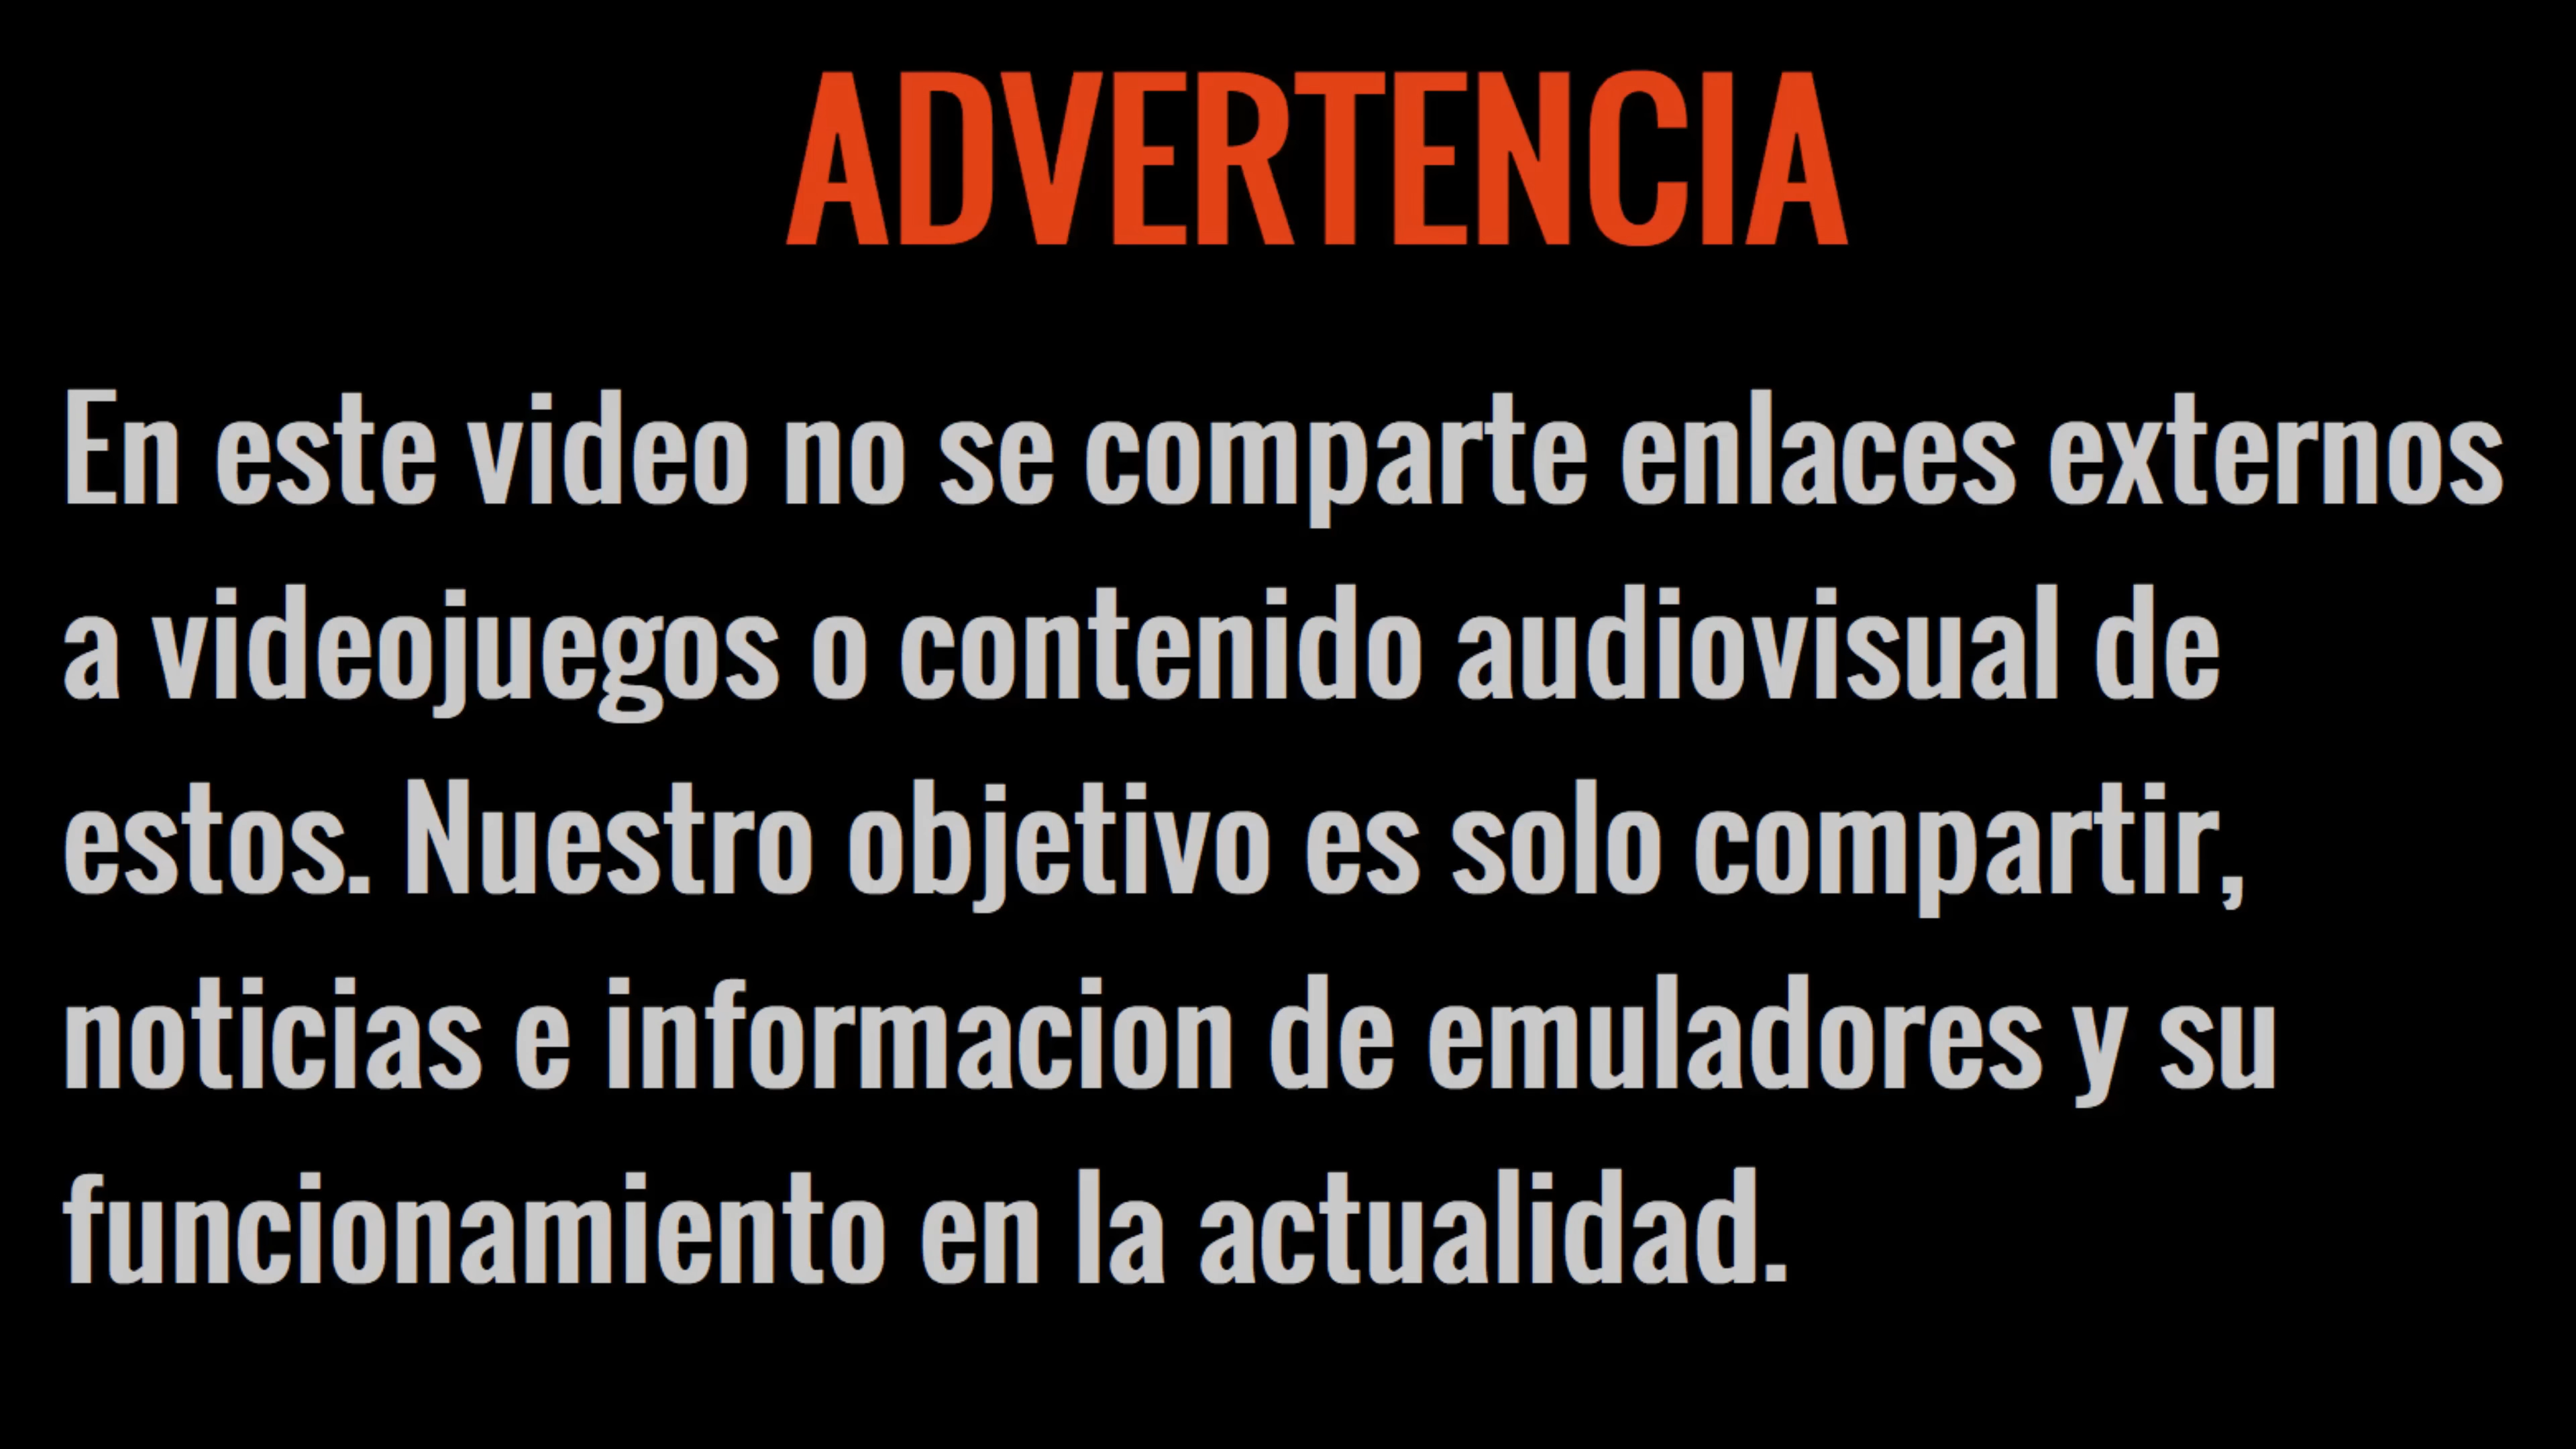 ADVERTENCIA
En este video no se comparte enlaces externos
a videojuegos o contenido audiovisual de
estos. Nuestro objetivo es solo compartir,
noticias e informacion de emuladores y su
funcionamiento en la actualidad.